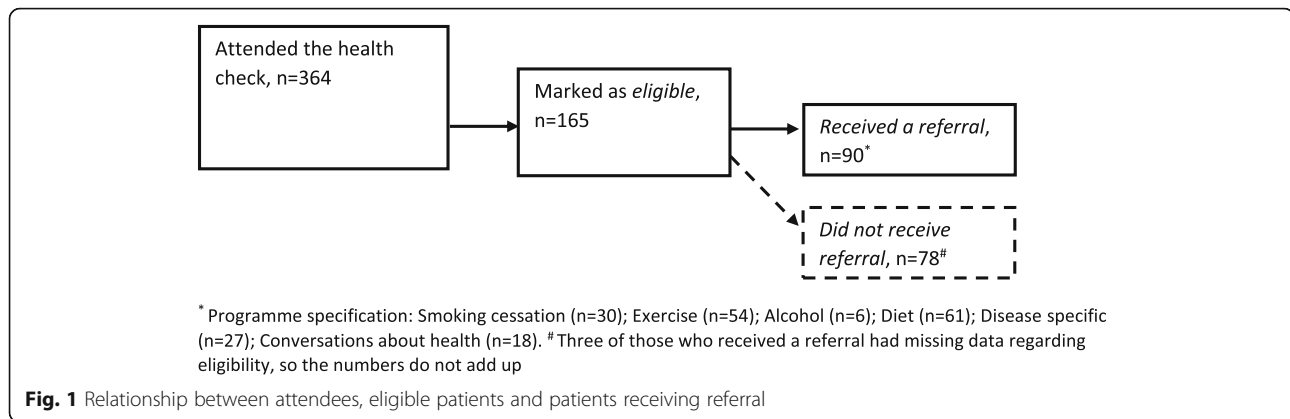 Attended the health
check, n=364
Marked as eligible,
n=165
Received a referral,
n=90*
Did not receive
referral, n=78#
* Programme specification: Smoking cessation (n=30); Exercise (n=54); Alcohol (n=6); Diet (n=61); Disease specific
(n=27); Conversations about health (n=18). # Three of those who received a referral had missing data regarding
eligibility, so the numbers do not add up
Fig. 1 Relationship between attendees, eligible patients and patients receiving referral